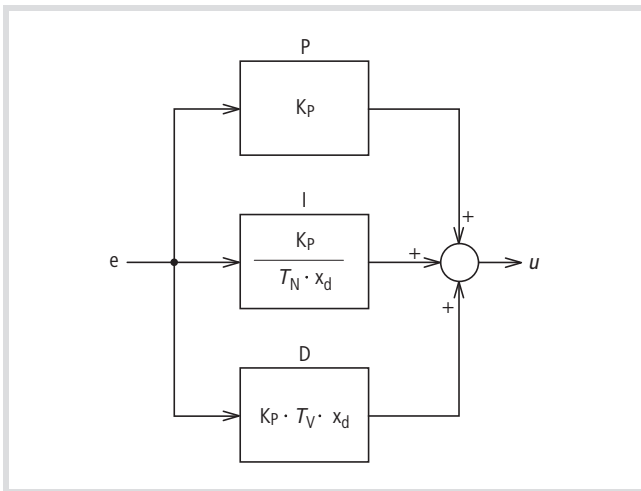 P
K_P
+
I
K_P
T_N · x_d
e
+
u
+
D
K_P · T_V · x_d